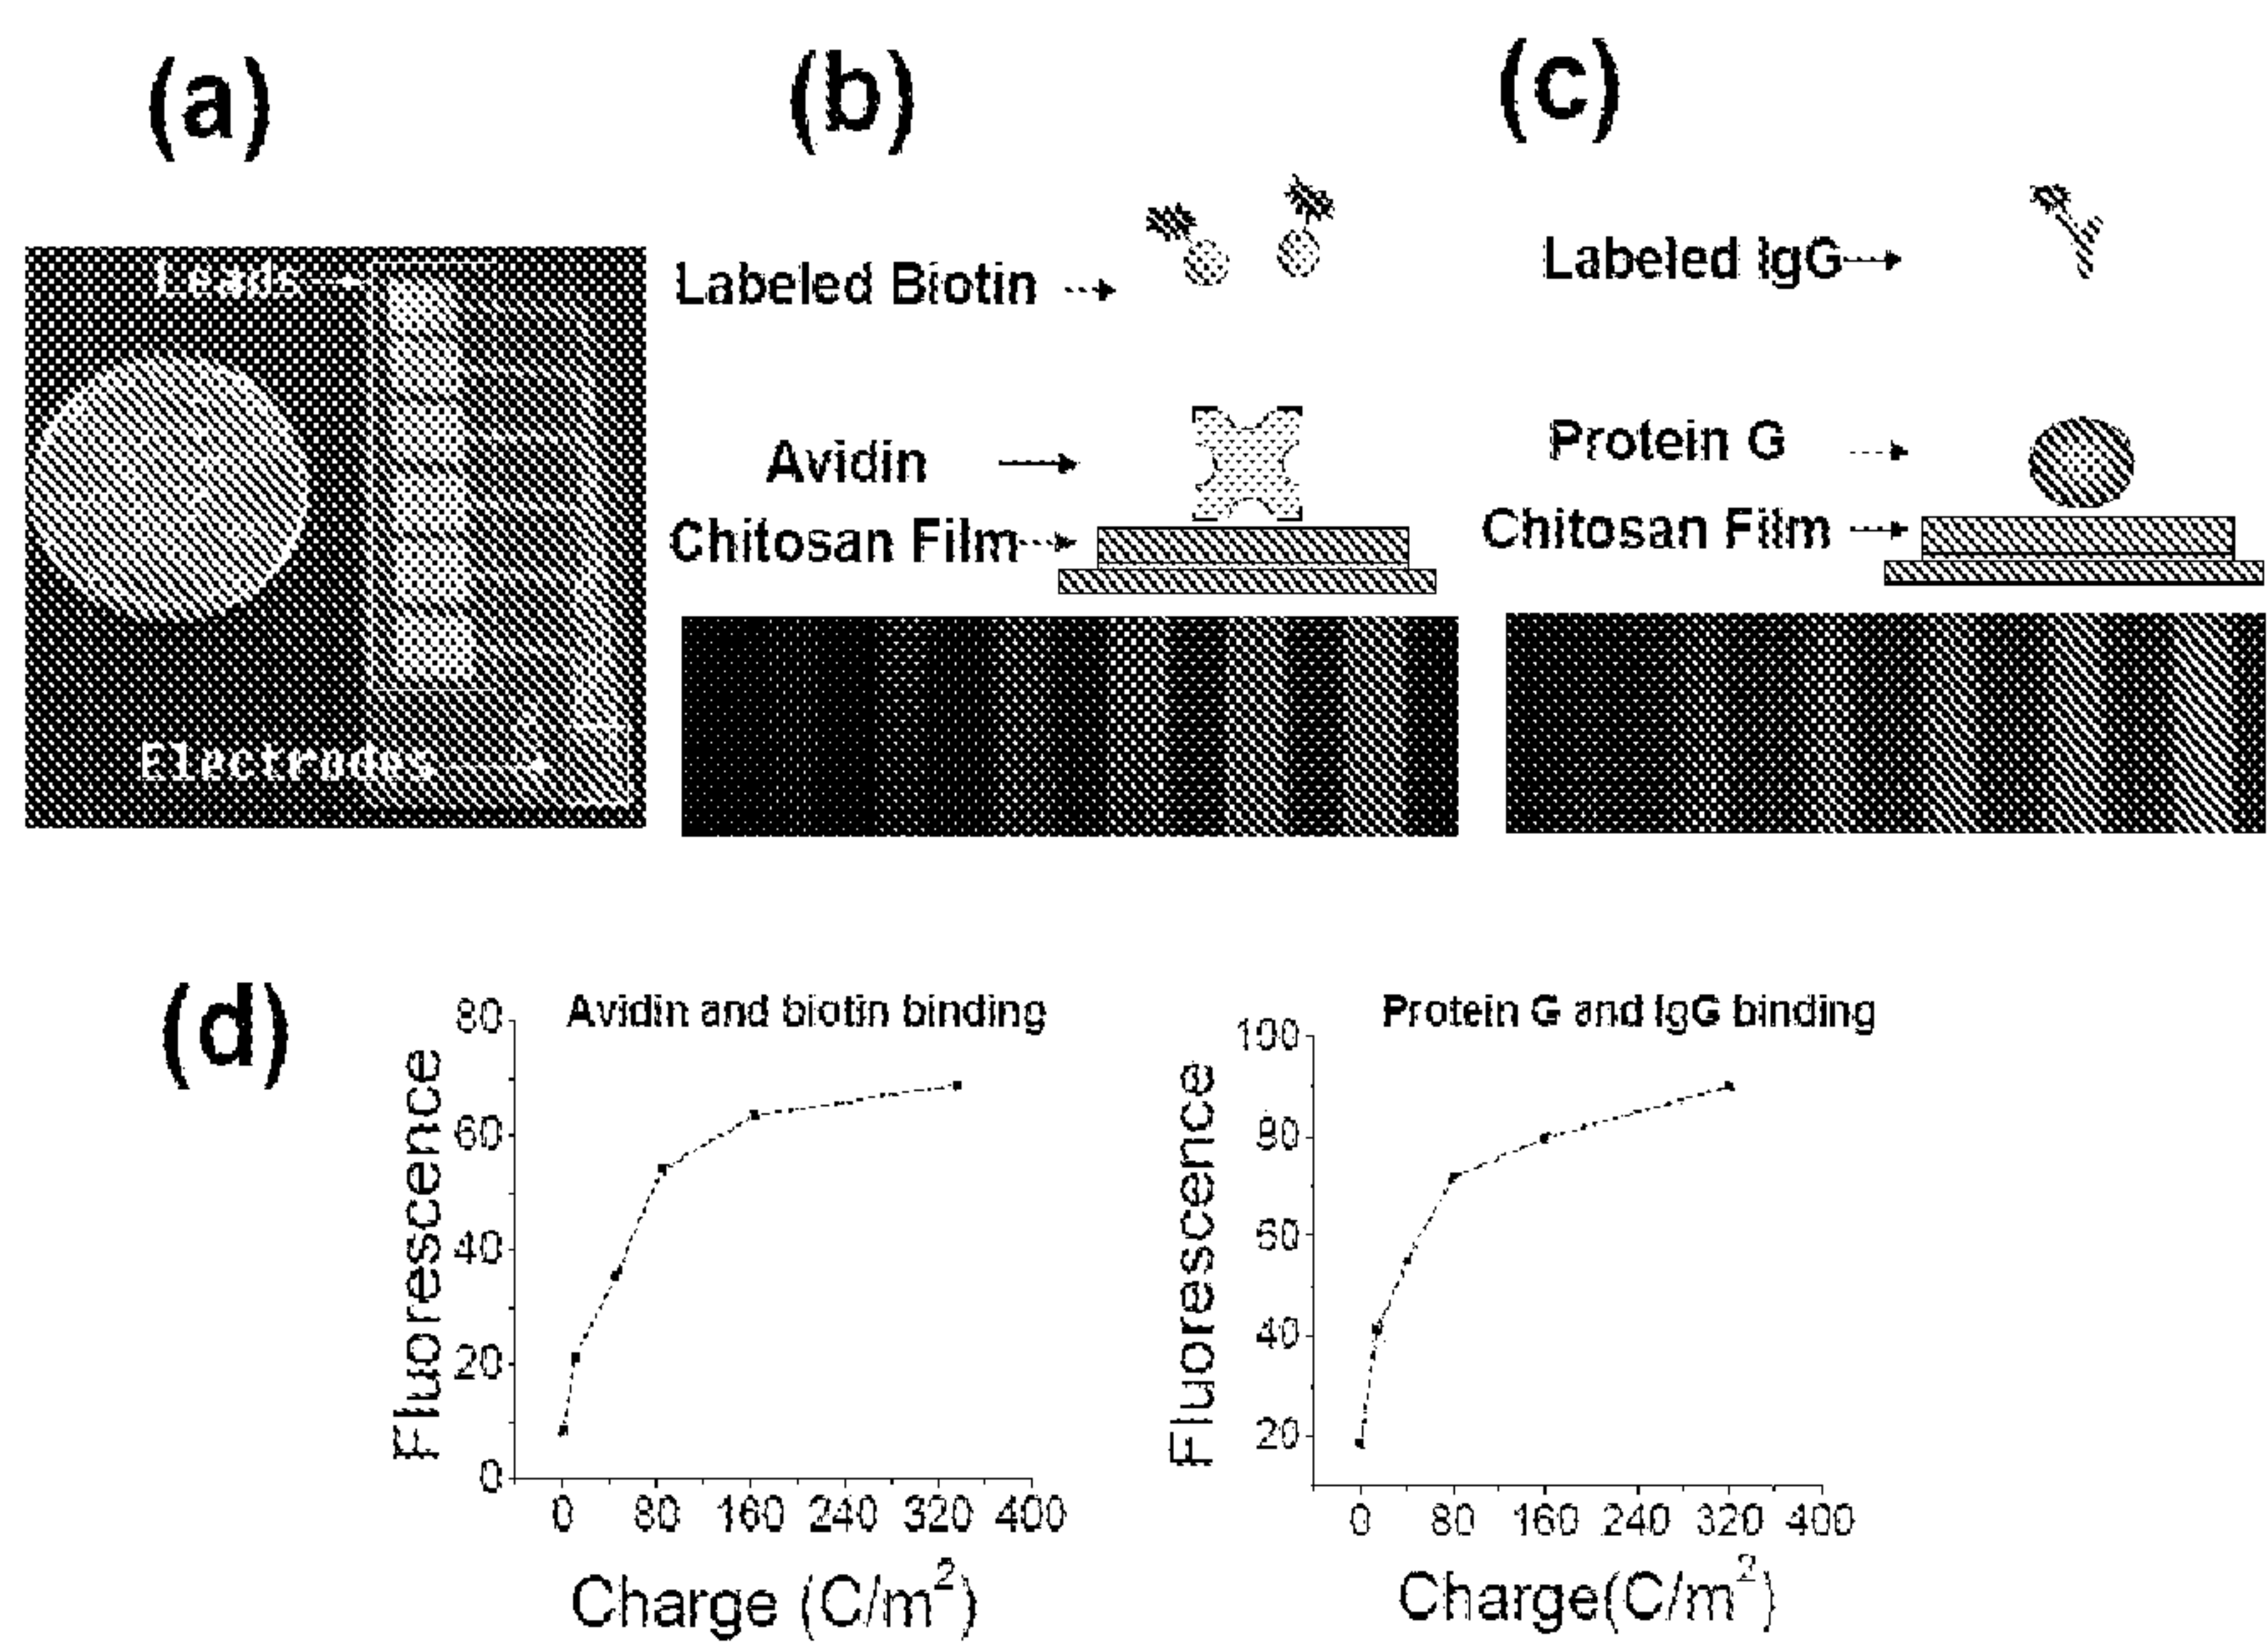 (a)
(b)
(c)
Leads
Electrodes
Labeled Biotin
Avidin
Chitosan Film
Labeled IgG
Protein G
Chitosan Film
(d)
Avidin and biotin binding
Fluorescence
80
60
40
20
0
0 80 160 240 320 400
Charge (C/m²)
Protein G and IgG binding
Fluorescence
100
80
60
40
20
0 80 160 240 320 400
Charge(C/m²)